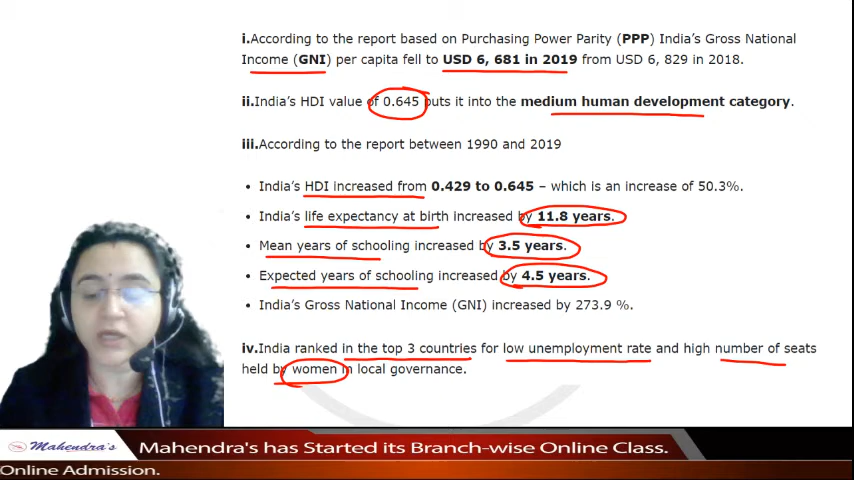 i.According to the report based on Purchasing Power Parity (PPP) India's Gross National
Income (GNI) per capita fell to USD 6, 681 in 2019 from USD 6, 829 in 2018.
ii.India's HDI value of 0.645 puts it into the medium human development category.
iii.According to the report between 1990 and 2019
• India's HDI increased from 0.429 to 0.645 – which is an increase of 50.3%.
• India's life expectancy at birth increased by 11.8 years.
• Mean years of schooling increased by 3.5 years.
• Expected years of schooling increased by 4.5 years.
• India's Gross National Income (GNI) increased by 273.9 %.
iv.India ranked in the top 3 countries for low unemployment rate and high number of seats
held by women in local governance.
Mahendra's
Mahendra's has Started its Branch-wise Online Class.
Online Admission.